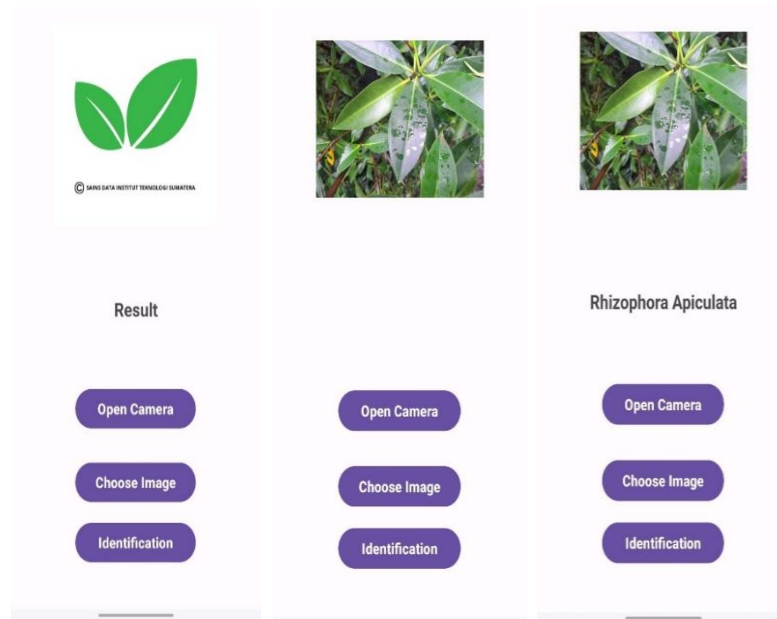 © SAINS DATA INSTITUT TEKNOLOGI SUMATERA
Result
Open Camera
Choose Image
Identification
Open Camera
Choose Image
Identification
Rhizophora Apiculata
Open Camera
Choose Image
Identification